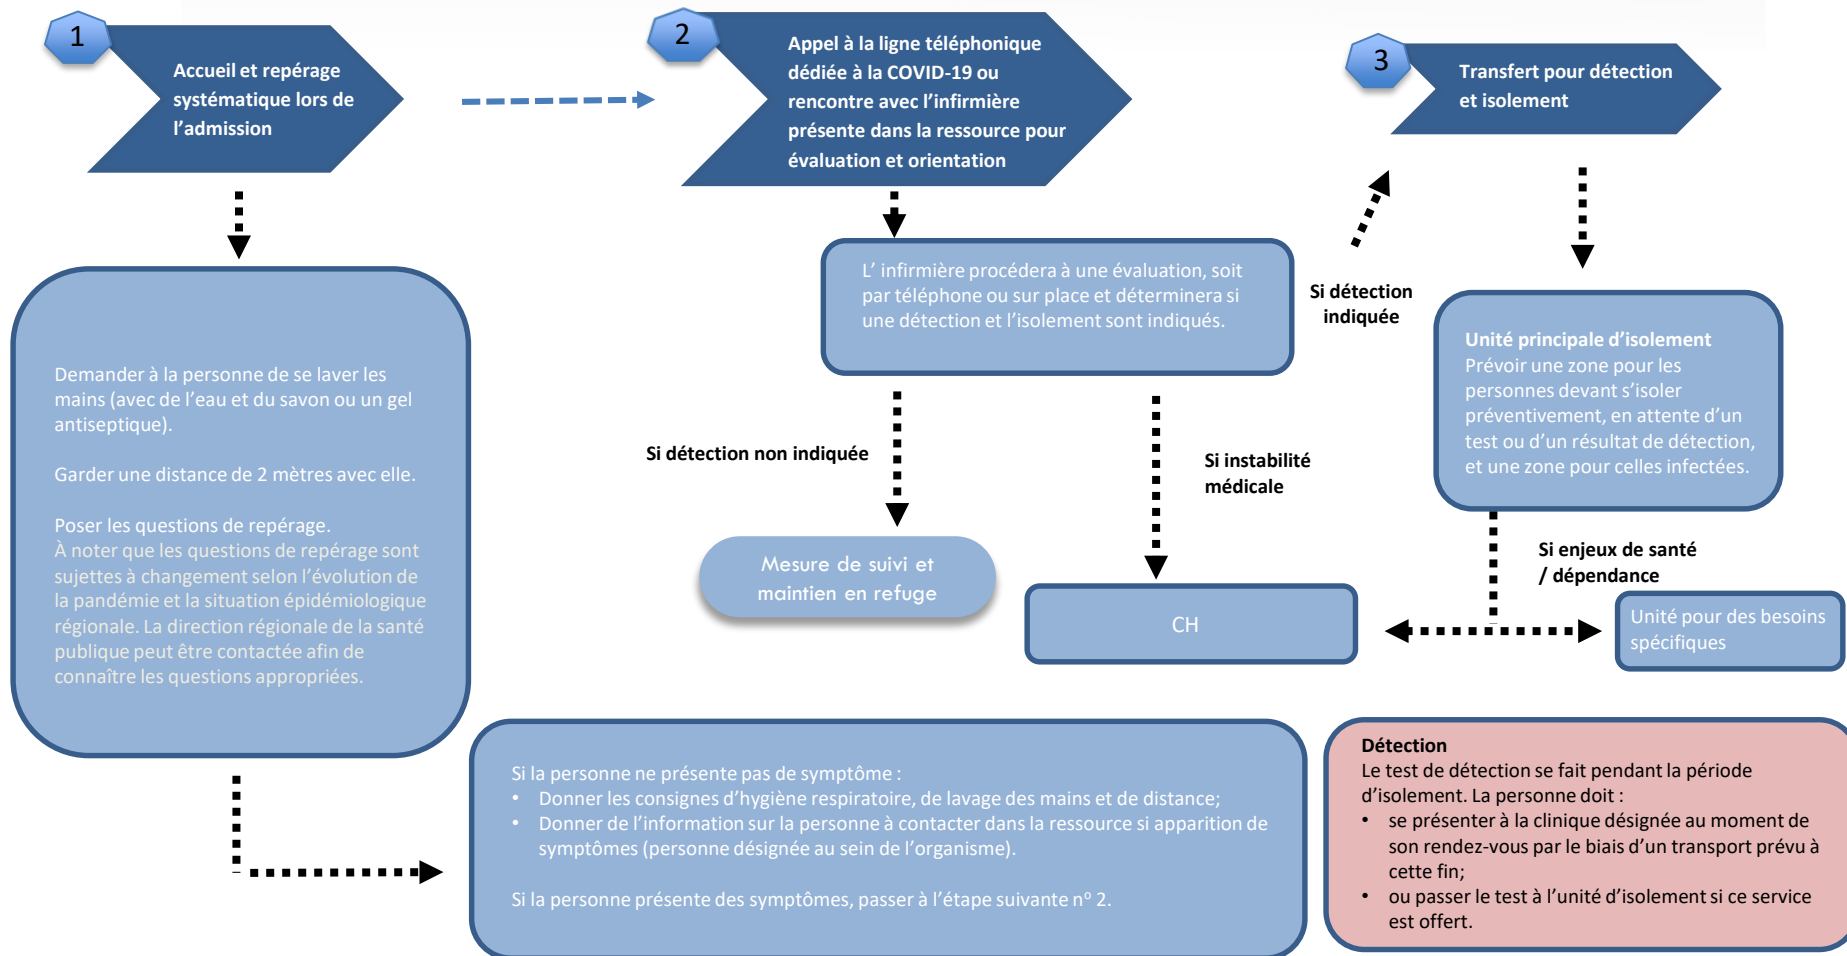 1
Accueil et repérage
systématique lors de
l'admission
2
Appel à la ligne téléphonique
dédiée à la COVID-19 ou
rencontre avec l'infirmière
présente dans la ressource pour
évaluation et orientation
3
Transfert pour détection
et isolement
Demander à la personne de se laver les
mains (avec de l'eau et du savon ou un gel
antiseptique).
Garder une distance de 2 mètres avec elle.
Poser les questions de repérage.
À noter que les questions de repérage sont
sujettes à changement selon l'évolution de
la pandémie et la situation épidémiologique
régionale. La direction régionale de la santé
publique peut être contactée afin de
connaître les questions appropriées.
L' infirmière procédera à une évaluation, soit
par téléphone ou sur place et déterminera si
une détection et l'isolement sont indiqués.
Si détection
indiquée
Unité principale d'isolement
Prévoir une zone pour les
personnes devant s'isoler
préventivement, en attente d'un
test ou d'un résultat de détection,
et une zone pour celles infectées.
Si détection non indiquée
Si instabilité
médicale
Mesure de suivi et
maintien en refuge
CH
Si enjeux de santé
/ dépendance
Unité pour des besoins
spécifiques
Si la personne ne présente pas de symptôme :
• Donner les consignes d'hygiène respiratoire, de lavage des mains et de distance;
• Donner de l'information sur la personne à contacter dans la ressource si apparition de
symptômes (personne désignée au sein de l'organisme).
Si la personne présente des symptômes, passer à l'étape suivante nº 2.
Détection
Le test de détection se fait pendant la période
d'isolement. La personne doit :
• se présenter à la clinique désignée au moment de
son rendez-vous par le biais d'un transport prévu à
cette fin;
• ou passer le test à l'unité d'isolement si ce service
est offert.